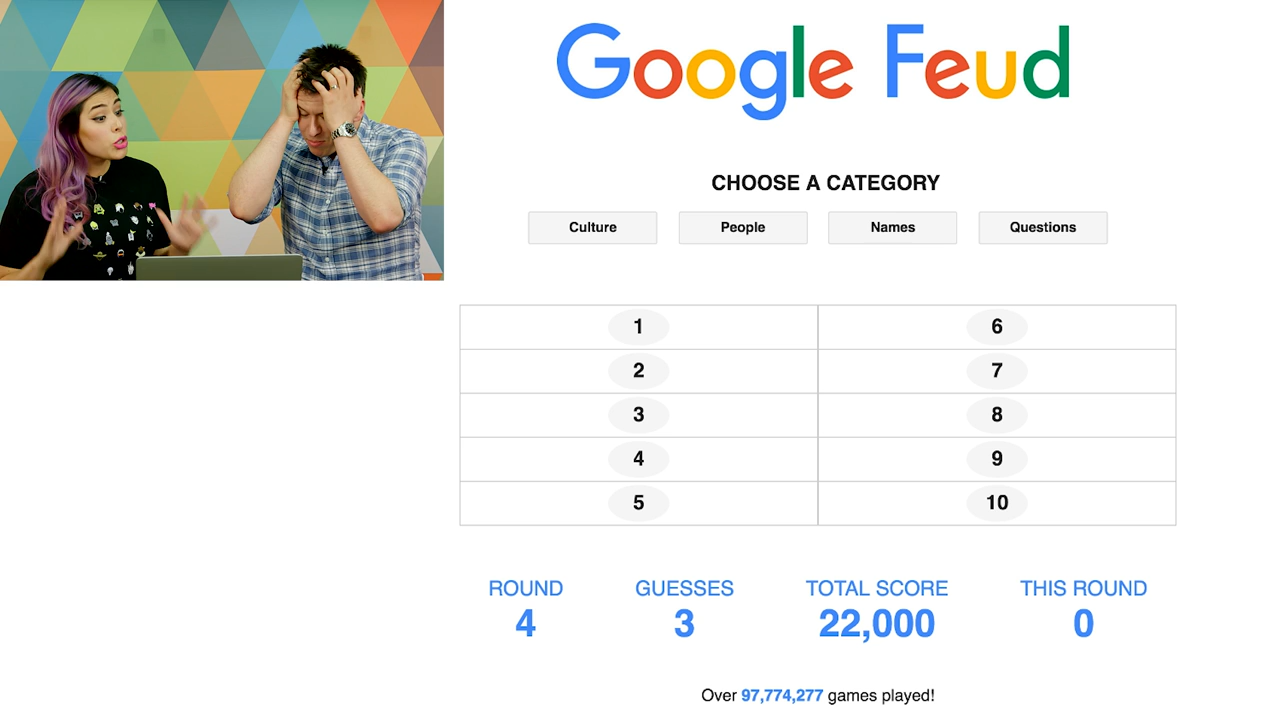 Google Feud
CHOOSE A CATEGORY
Culture People Names Questions
1 6
2 7
3 8
4 9
5 10
ROUND GUESSES TOTAL SCORE THIS ROUND
4 3 22,000 0
Over 97,774,277 games played!